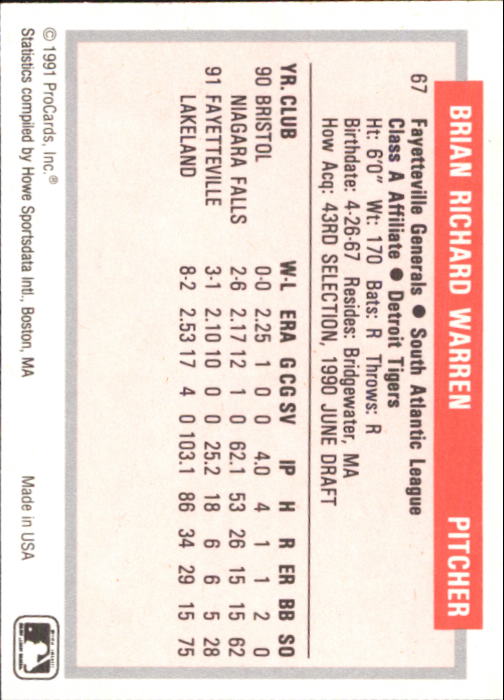 BRIAN RICHARD WARREN PITCHER
67 Fayetteville Generals ● South Atlantic League
Class A Affiliate ● Detroit Tigers
Ht: 6'0" Wt: 170 Bats: R Throws: R
Birthdate: 4-26-67 Resides: Bridgewater, MA
How Acq: 43RD SELECTION, 1990 JUNE DRAFT
YR. CLUB W-L ERA G CG SV IP H R ER BB SO
90 BRISTOL 0-0 2.25 1 0 0 4.0 4 1 1 2 0
NIAGARA FALLS 2-6 2.17 12 1 0 62.1 53 26 15 15 62
91 FAYETTEVILLE 3-1 2.10 10 0 0 25.2 18 6 6 5 28
LAKELAND 8-2 2.53 17 4 0 103.1 86 34 29 15 75
© 1991 ProCards, Inc.®
Statistics compiled by Howe Sportsdata Intl., Boston, MA Made in USA